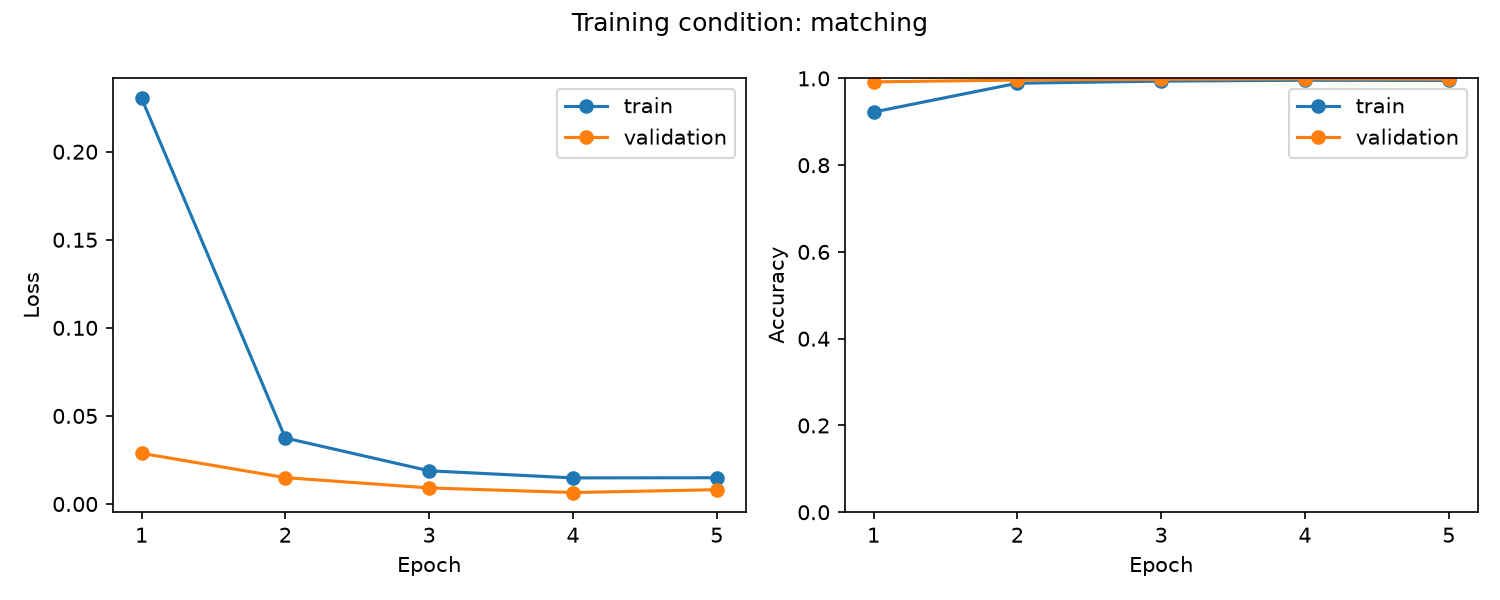 Training condition: matching
Loss
0.20
0.15
0.10
0.05
0.00
1 2 3 4 5
Epoch
train
validation
Accuracy
1.0
0.8
0.6
0.4
0.2
0.0
1 2 3 4 5
Epoch
train
validation